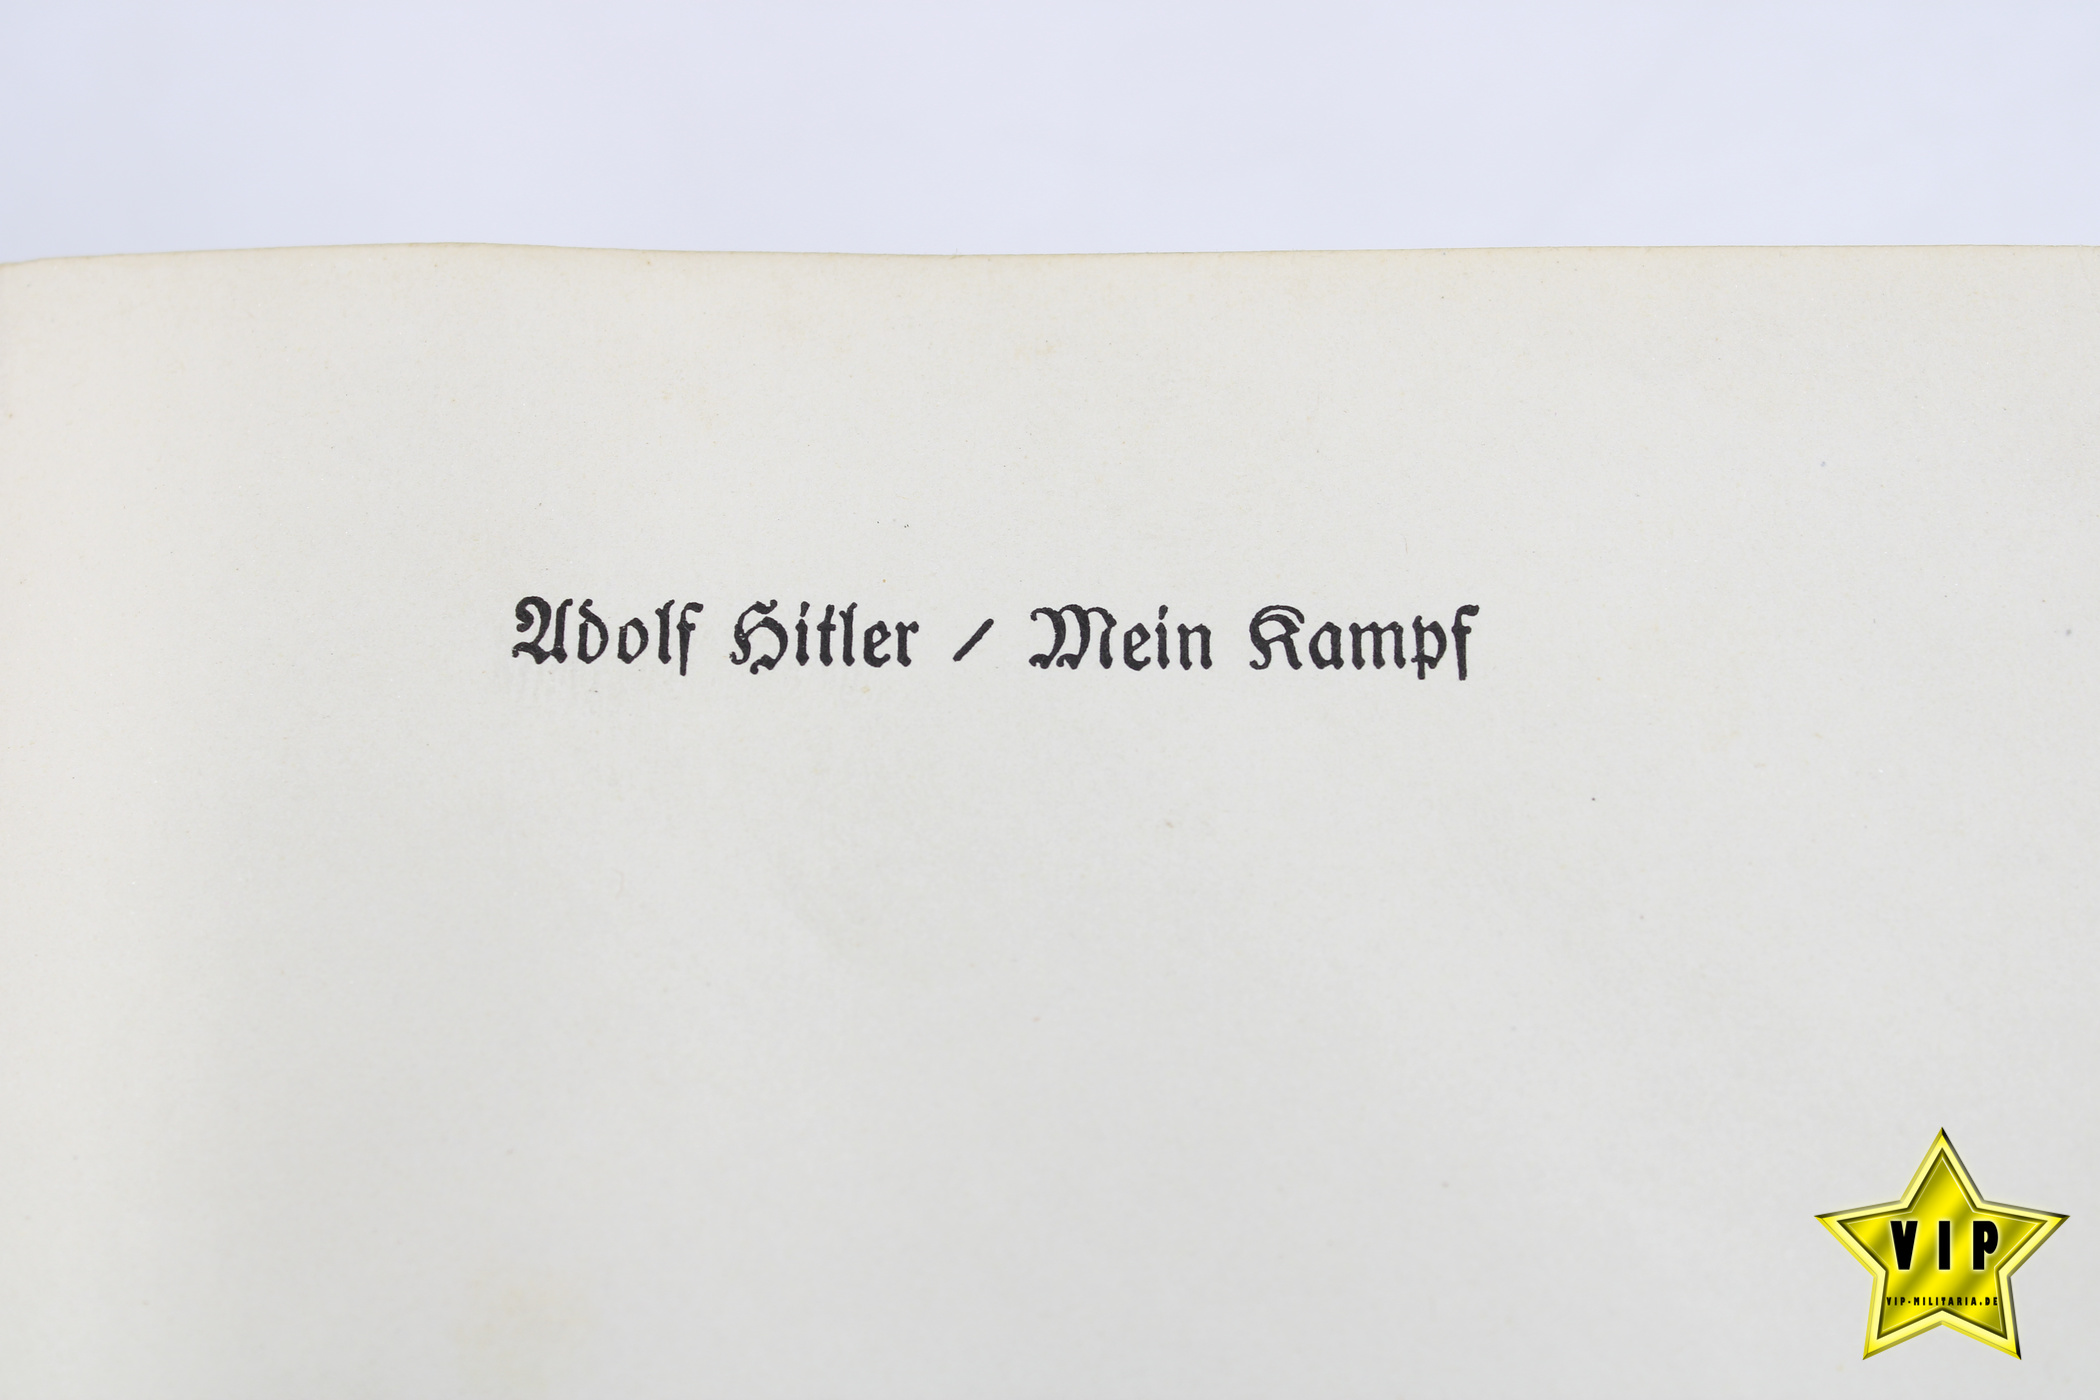 Adolf Hitler / Mein Kampf
VIP
VIP-MILITARIA.DE